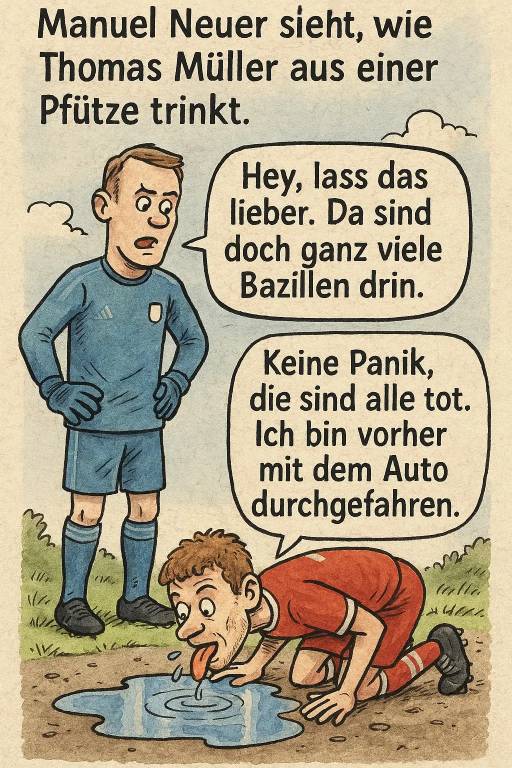 Manuel Neuer sieht, wie
Thomas Müller aus einer
Pfütze trinkt.
Hey, lass das
lieber. Da sind
doch ganz viele
Bazillen drin.
Keine Panik,
die sind alle tot.
Ich bin vorher
mit dem Auto
durchgefahren.